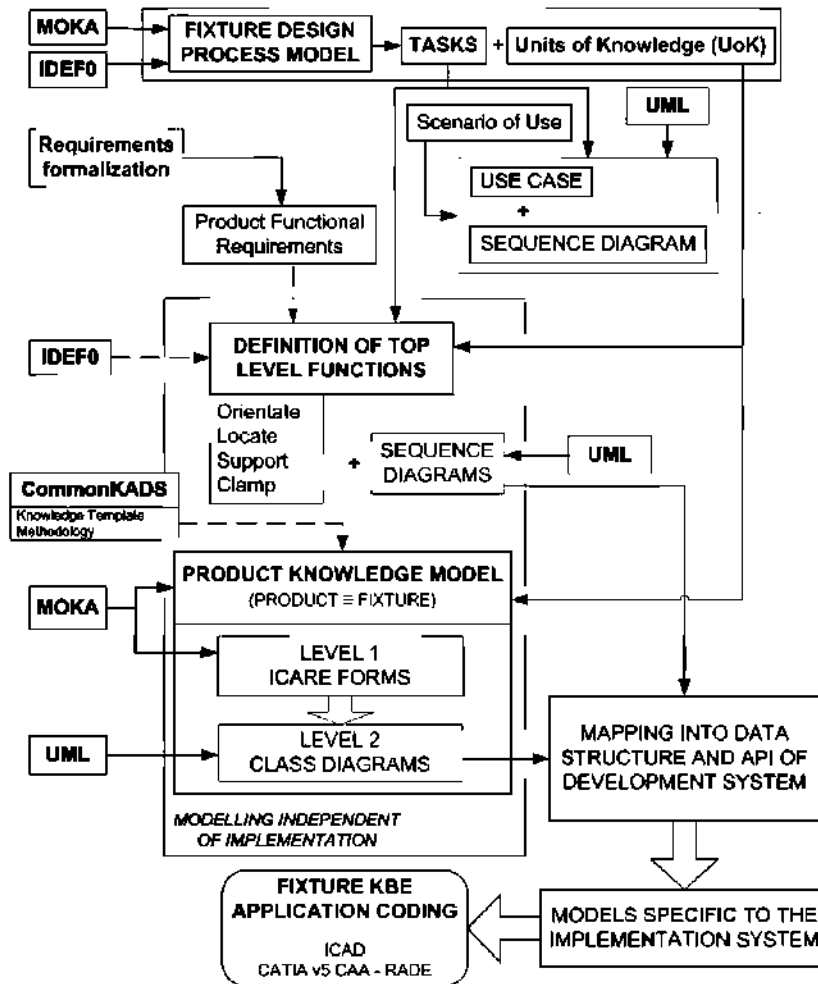 MOKA
IDEF0
FIXTURE DESIGN
PROCESS MODEL
TASKS
+
Units of Knowledge (UoK)
Scenario of Use
UML
Requirements
formalization
USE CASE
+
SEQUENCE DIAGRAM
Product Functional
Requirements
IDEF0
DEFINITION OF TOP
LEVEL FUNCTIONS
Orientate
Locate
Support
Clamp
+
SEQUENCE
DIAGRAMS
UML
CommonKADS
Knowledge Template
Methodology
PRODUCT KNOWLEDGE MODEL
(PRODUCT ≡ FIXTURE)
MOKA
LEVEL 1
ICARE FORMS
UML
LEVEL 2
CLASS DIAGRAMS
MAPPING INTO DATA
STRUCTURE AND API OF
DEVELOPMENT SYSTEM
MODELLING INDEPENDENT
OF IMPLEMENTATION
FIXTURE KBE
APPLICATION CODING
ICAD
CATIA v5 CAA - RADE
MODELS SPECIFIC TO THE
IMPLEMENTATION SYSTEM